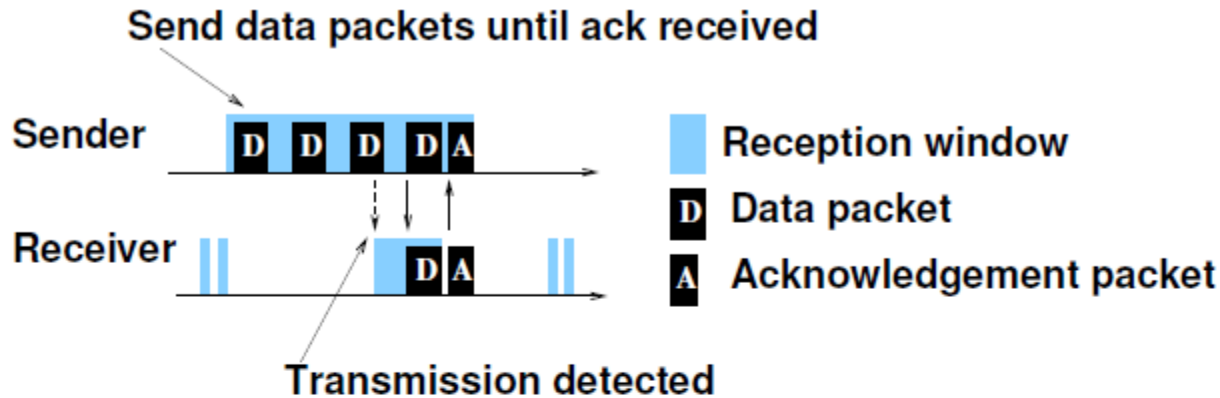 Send data packets until ack received
Sender
D D D D A
Reception window
D Data packet
Receiver
D A
A Acknowledgement packet
Transmission detected